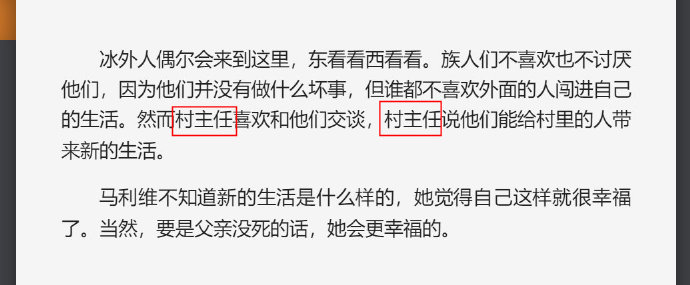 冰外人偶尔会来到这里，东看看西看看。族人们不喜欢也不讨厌
他们，因为他们并没有做什么坏事，但谁都不喜欢外面的人闯进自己
的生活。然而村主任喜欢和他们交谈，村主任说他们能给村里的人带
来新的生活。
马利维不知道新的生活是什么样的，她觉得自己这样就很幸福
了。当然，要是父亲没死的话，她会更幸福的。